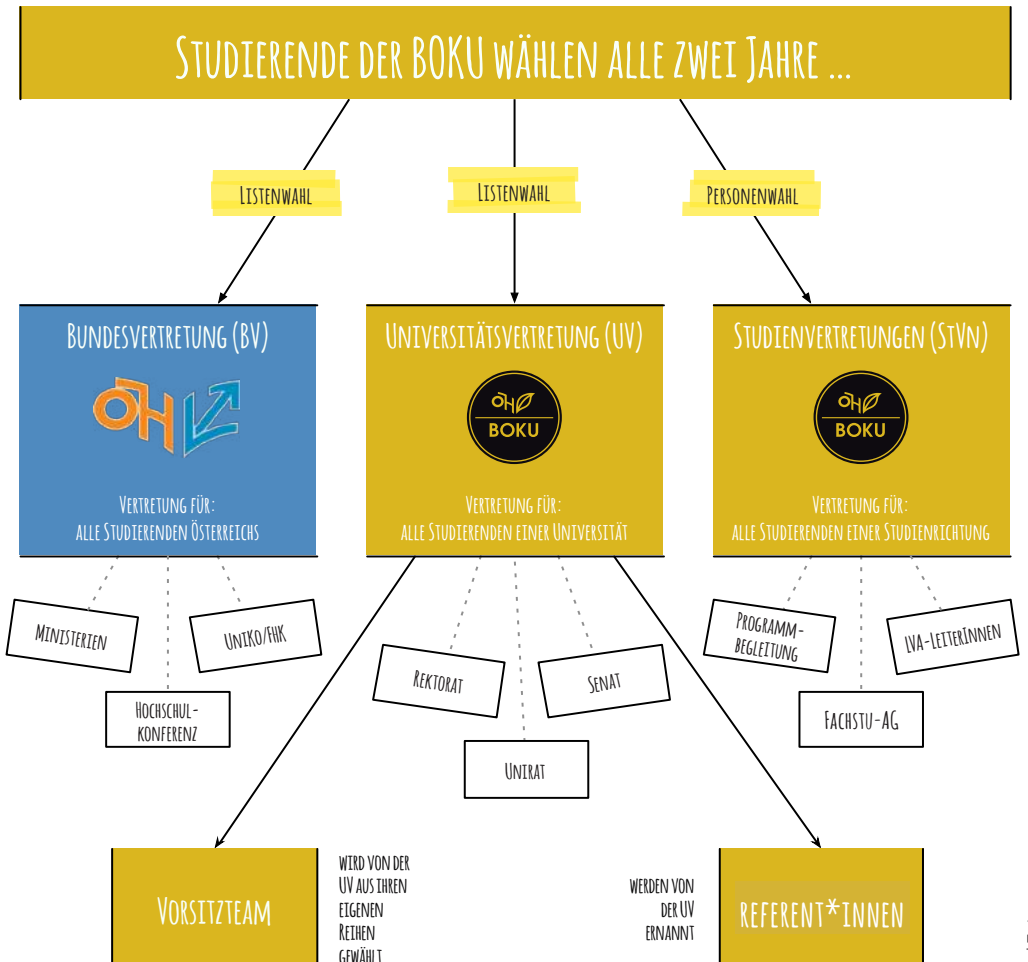 Studierende der BOKU wählen alle zwei Jahre ...
Listenwahl
Listenwahl
Personenwahl
Bundesvertretung (BV)
ÖH
Vertretung für:
alle Studierenden Österreichs
Universitätsvertretung (UV)
ÖH
BOKU
Vertretung für:
alle Studierenden einer Universität
Studienvertretungen (StVn)
ÖH
BOKU
Vertretung für:
alle Studierenden einer Studienrichtung
Ministerien
Hochschul-
konferenz
UniKo/FHK
Rektorat
Unirat
Senat
Programm-
begleitung
Fachstu-AG
LVA-LeiterInnen
Vorsitzteam
wird von der
UV aus ihren
eigenen
Reihen
gewählt
werden von
der UV
ernannt
Referent*innen